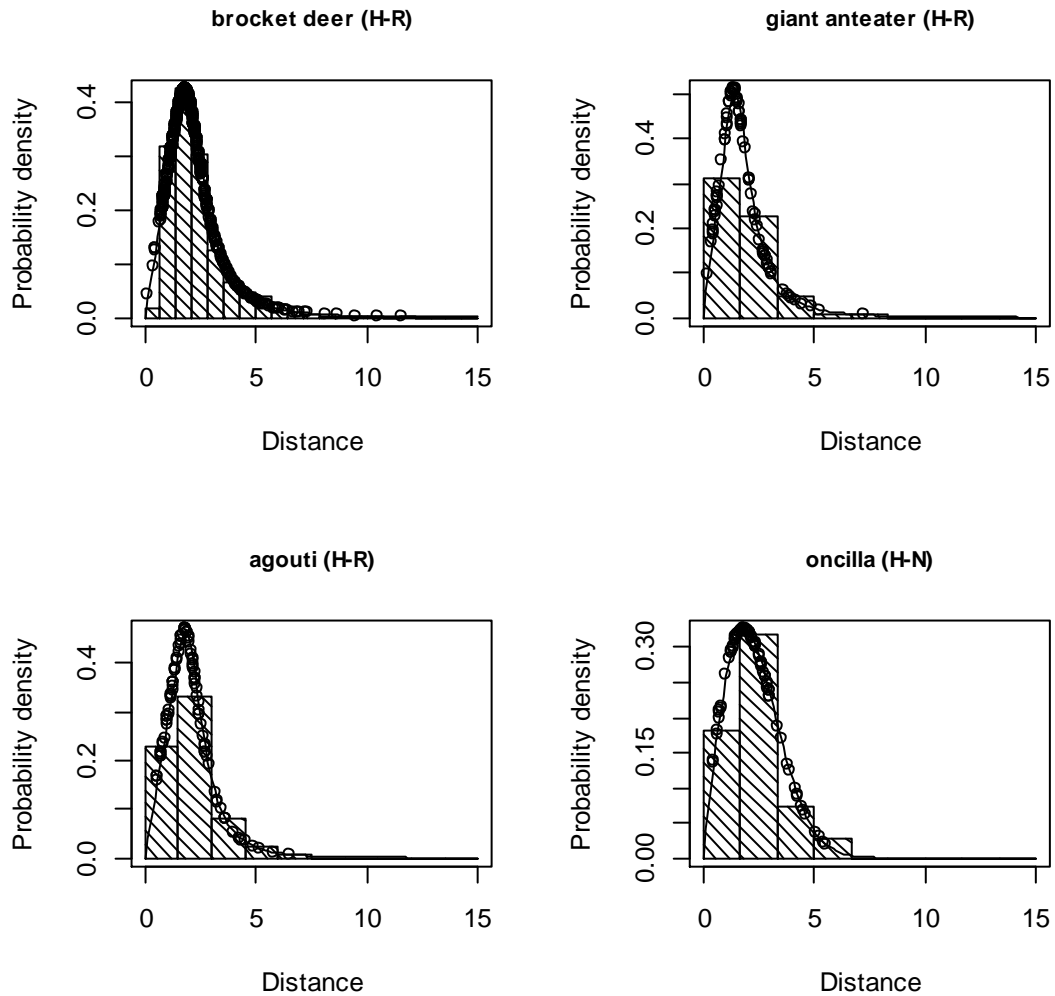 brocket deer (H-R)
Probability density
0.4
0.2
0.0
0 5 10 15
Distance
giant anteater (H-R)
Probability density
0.4
0.2
0.0
0 5 10 15
Distance
agouti (H-R)
Probability density
0.4
0.2
0.0
0 5 10 15
Distance
oncilla (H-N)
Probability density
0.30
0.15
0.00
0 5 10 15
Distance